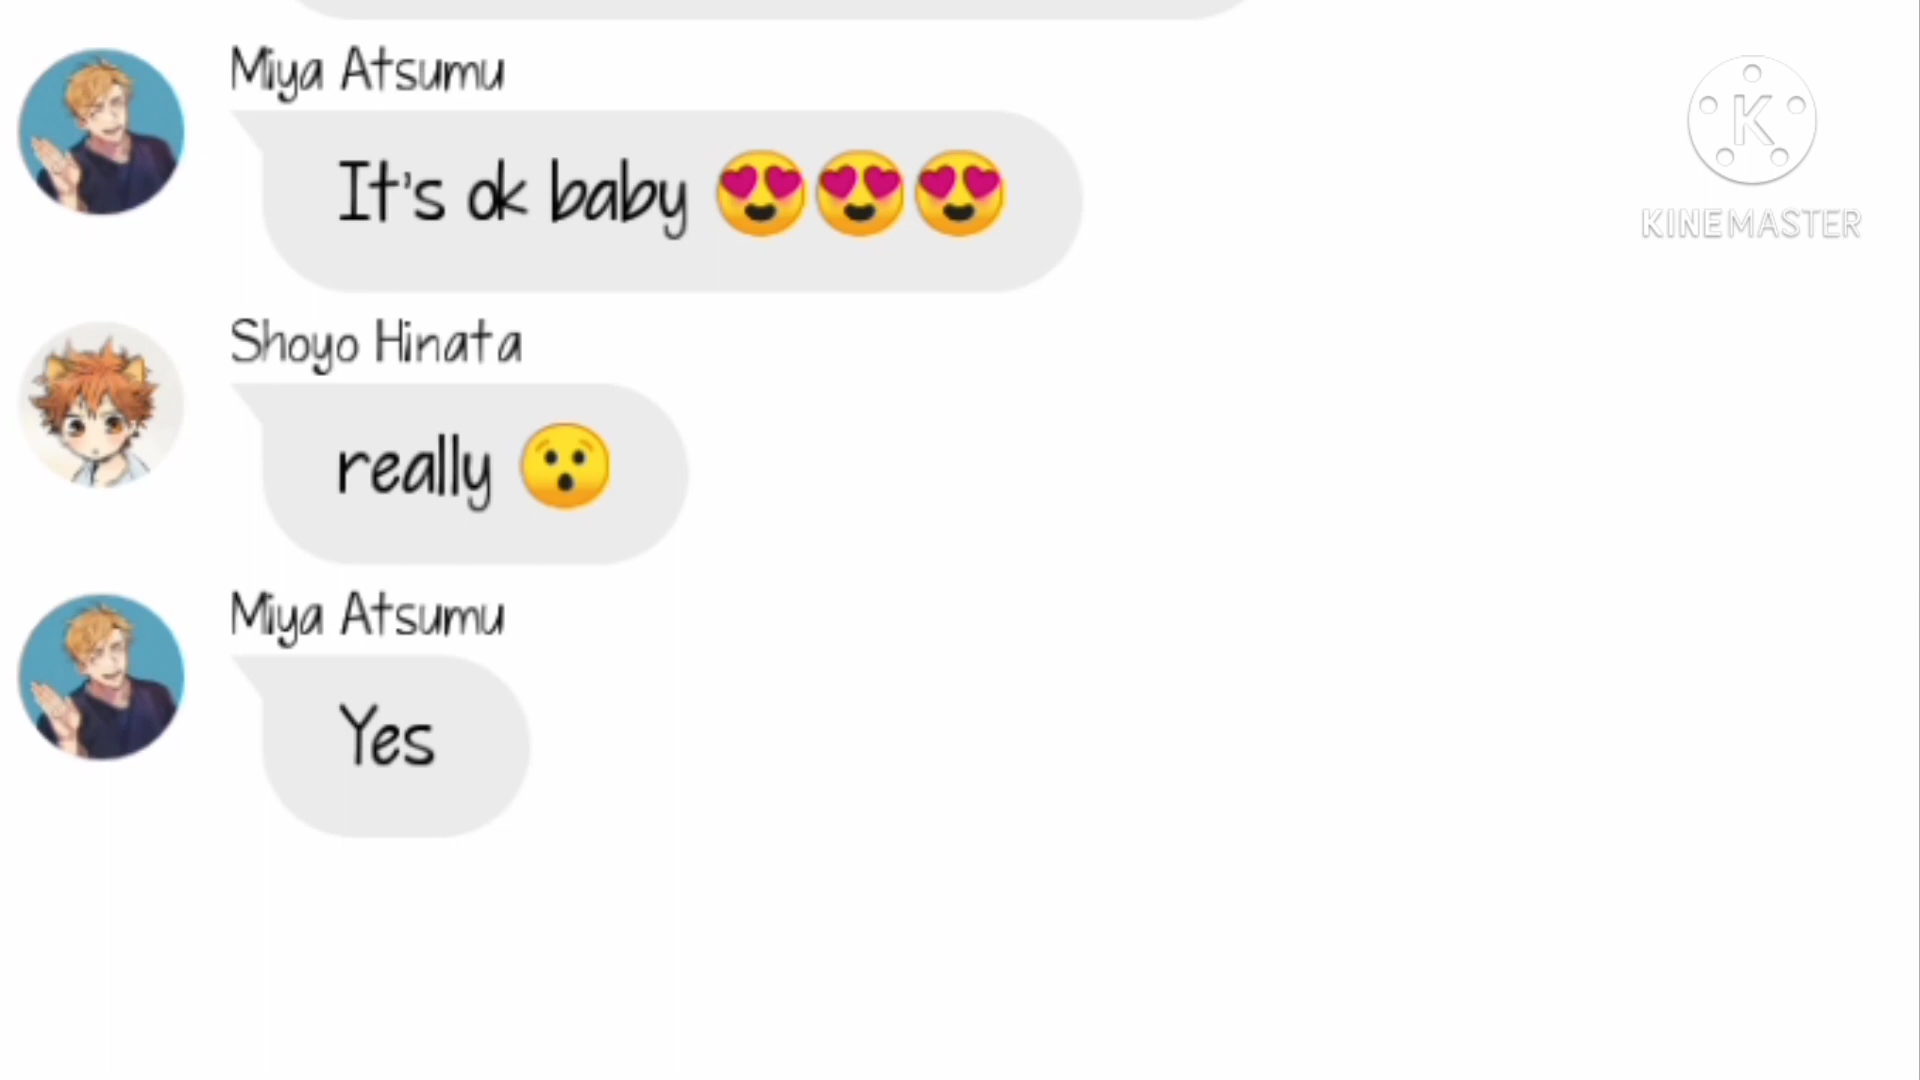 Miya Atsumu
It's ok baby 😍😍😍
Shoyo Hinata
really 😯
Miya Atsumu
Yes
K
KINEMASTER